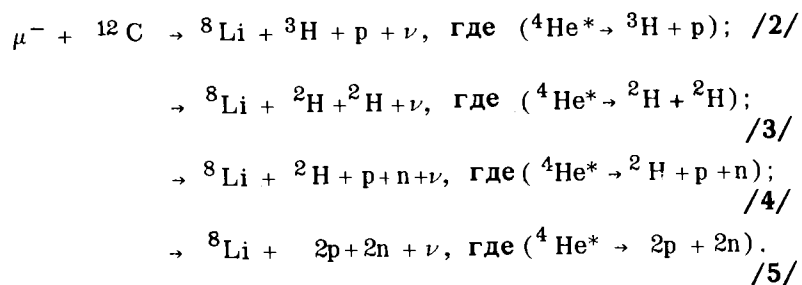 μ⁻ + ¹²C → ⁸Li + ³H + p + ν, где (⁴He* → ³H + p); /2/
→ ⁸Li + ²H + ²H + ν, где (⁴He* → ²H + ²H);
/3/
→ ⁸Li + ²H + p + n + ν, где (⁴He* → ²H + p + n);
/4/
→ ⁸Li + 2p + 2n + ν, где (⁴He* → 2p + 2n).
/5/